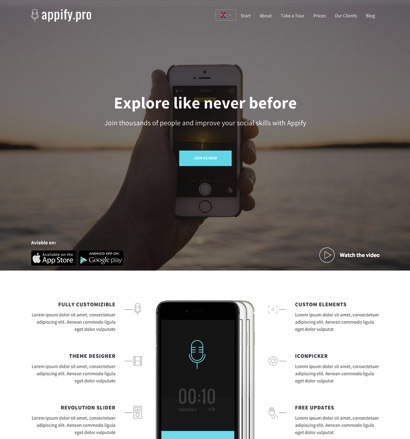 appify.pro
Start About Take a Tour Prices Our Clients Blog
Explore like never before
Join thousands of people and improve your social skills with Appify
JOIN US NOW
Avlable on:
Available on the
App Store
ANDROID APP ON
Google play
Watch the video
FULLY CUSTOMIZIBLE
Lorem ipsum dolor sit amet, consectetuer
adipiscing elit. Aenean commodo ligula
eget dolor vulputate
THEME DESIGNER
Lorem ipsum dolor sit amet, consectetuer
adipiscing elit. Aenean commodo ligula
eget dolor vulputate
REVOLUTION SLIDER
Lorem ipsum dolor sit amet, consectetuer
adipiscing elit. Aenean commodo ligula
eget dolor vulputate
00:10
CUSTOM ELEMENTS
Lorem ipsum dolor sit amet, consectetuer
adipiscing elit. Aenean commodo ligula
eget dolor vulputate
ICONPICKER
Lorem ipsum dolor sit amet, consectetuer
adipiscing elit. Aenean commodo ligula
eget dolor vulputate
FREE UPDATES
Lorem ipsum dolor sit amet, consectetuer
adipiscing elit. Aenean commodo ligula
eget dolor vulputate